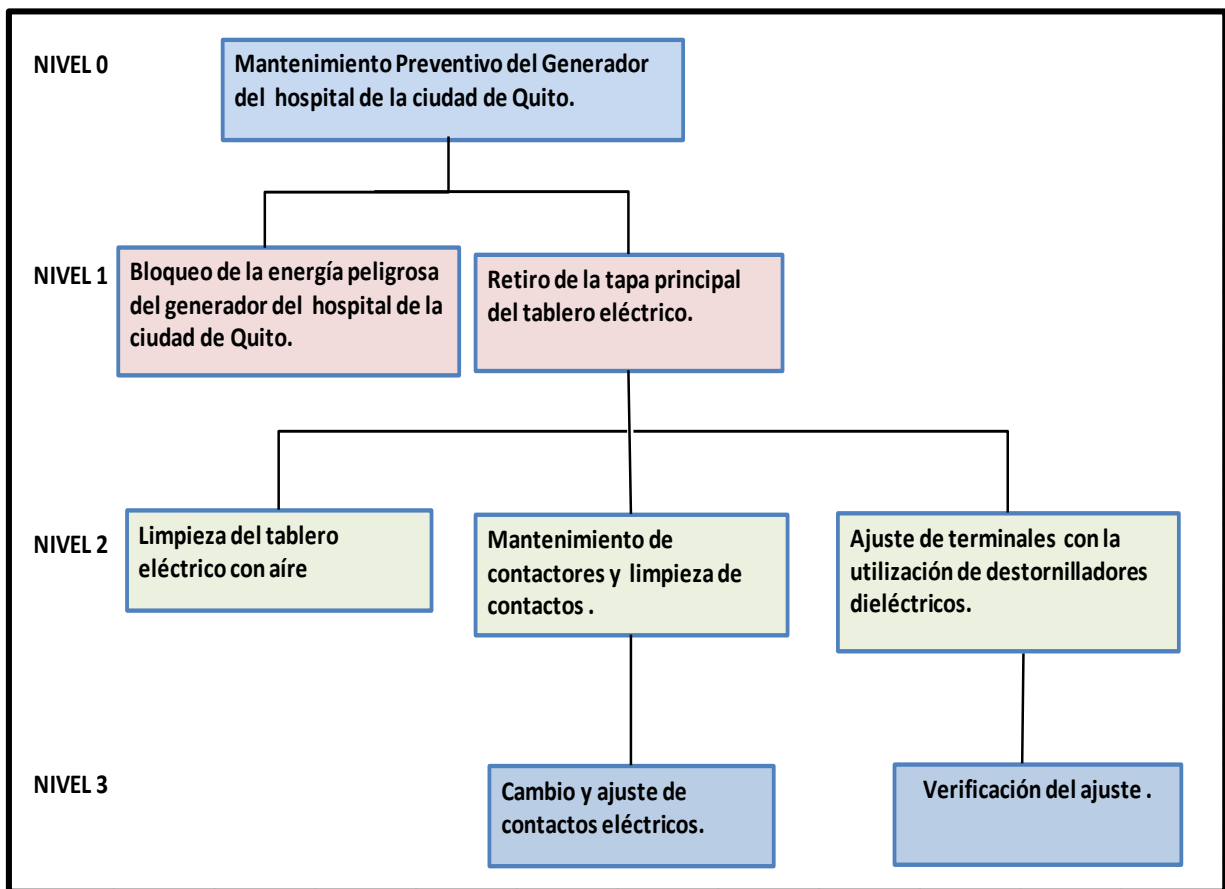 NIVEL 0
Mantenimiento Preventivo del Generador
del hospital de la ciudad de Quito.
NIVEL 1
Bloqueo de la energía peligrosa
del generador del hospital de la
ciudad de Quito.
Retiro de la tapa principal
del tablero eléctrico.
NIVEL 2
Limpieza del tablero
eléctrico con aíre
Mantenimiento de
contactores y limpieza de
contactos .
Ajuste de terminales con la
utilización de destornilladores
dieléctricos.
NIVEL 3
Cambio y ajuste de
contactos eléctricos.
Verificación del ajuste .